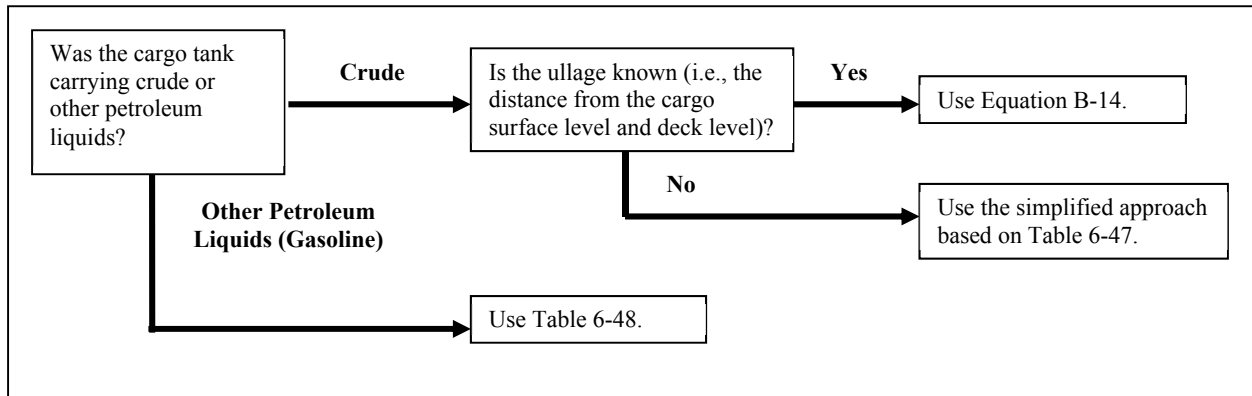 Was the cargo tank
carrying crude or
other petroleum
liquids?
Crude
Is the ullage known (i.e., the
distance from the cargo
surface level and deck level)?
Yes
Use Equation B-14.
No
Use the simplified approach
based on Table 6-47.
Other Petroleum
Liquids (Gasoline)
Use Table 6-48.